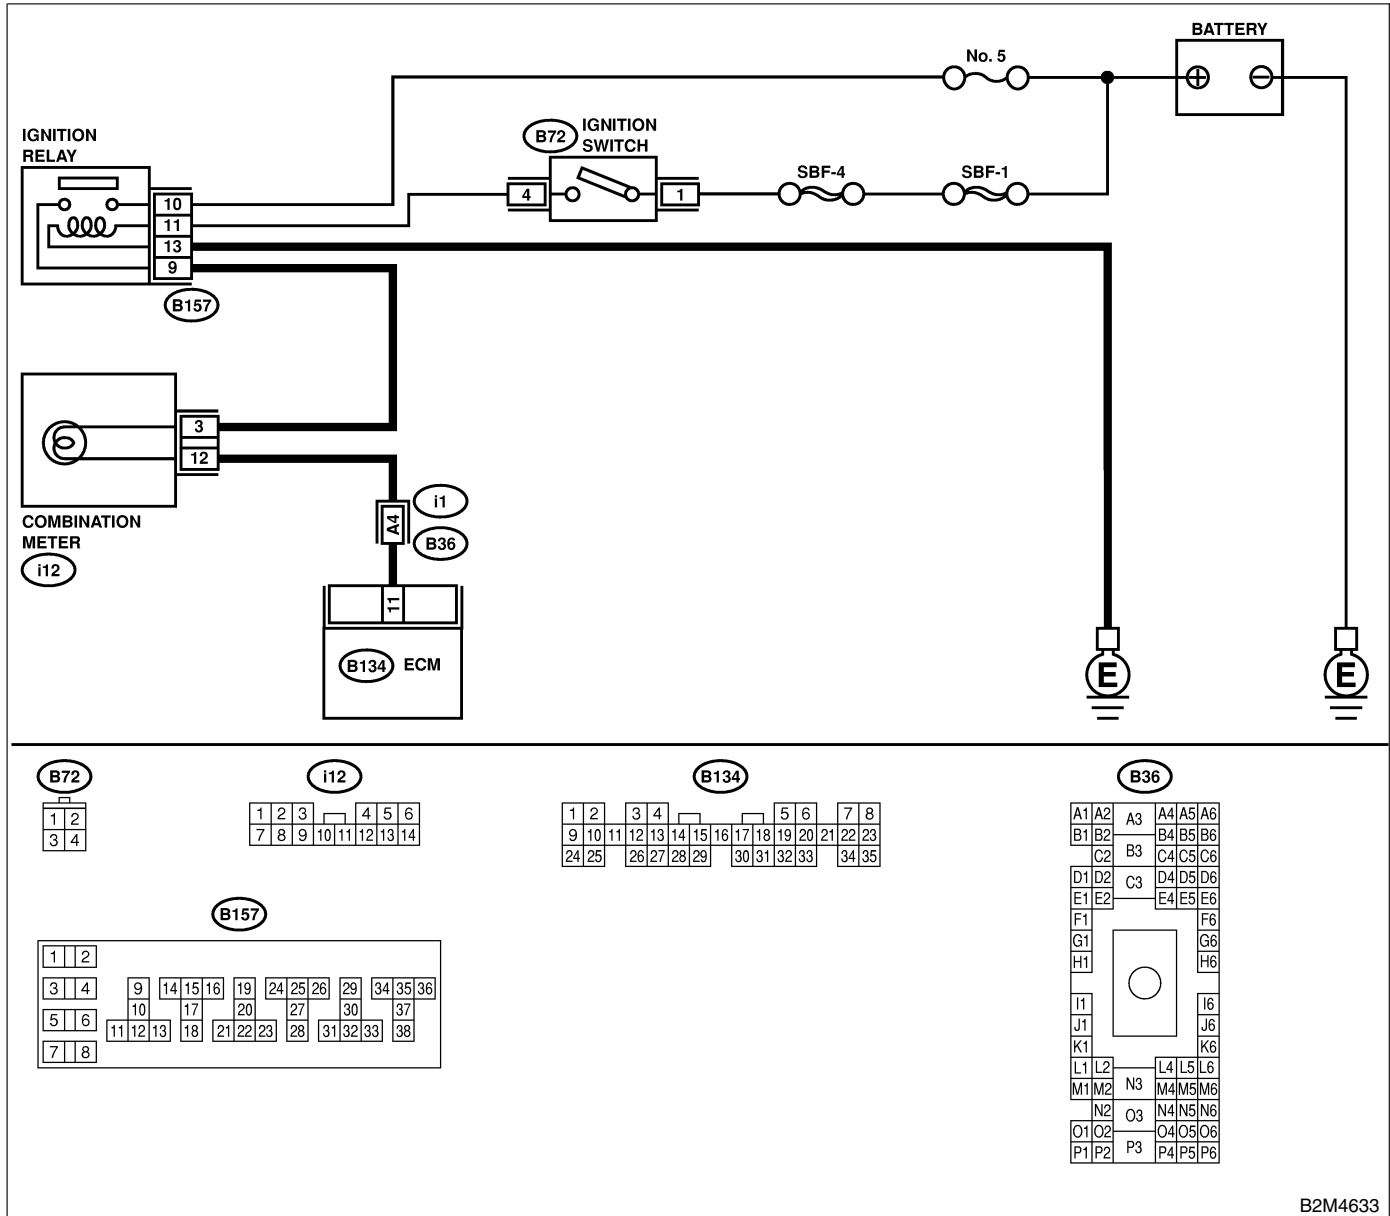 BATTERY
No. 5
IGNITION
RELAY
B72
IGNITION
SWITCH
SBF-4
SBF-1
4
1
10
11
13
9
B157
3
12
COMBINATION
METER
i12
A4
i1
B36
11
B134 ECM
E
E
B72
1 2
3 4
i12
1 2 3 4 5 6
7 8 9 10 11 12 13 14
B134
1 2 3 4 5 6 7 8
9 10 11 12 13 14 15 16 17 18 19 20 21 22 23
24 25 26 27 28 29 30 31 32 33 34 35
B157
1 2
3 4 9 14 15 16 19 24 25 26 29 34 35 36
10 17 20 27 30 37
5 6 11 12 13 18 21 22 23 28 31 32 33 38
7 8
B36
A1 A2 A3 A4 A5 A6
B1 B2 B4 B5 B6
C2 B3 C4 C5 C6
D1 D2 C3 D4 D5 D6
E1 E2 E4 E5 E6
F1 F6
G1 G6
H1 H6
I1 I6
J1 J6
K1 K6
L1 L2 L4 L5 L6
M1 M2 N3 M4 M5 M6
N2 O3 N4 N5 N6
O1 O2 O4 O5 O6
P1 P2 P3 P4 P5 P6
B2M4633